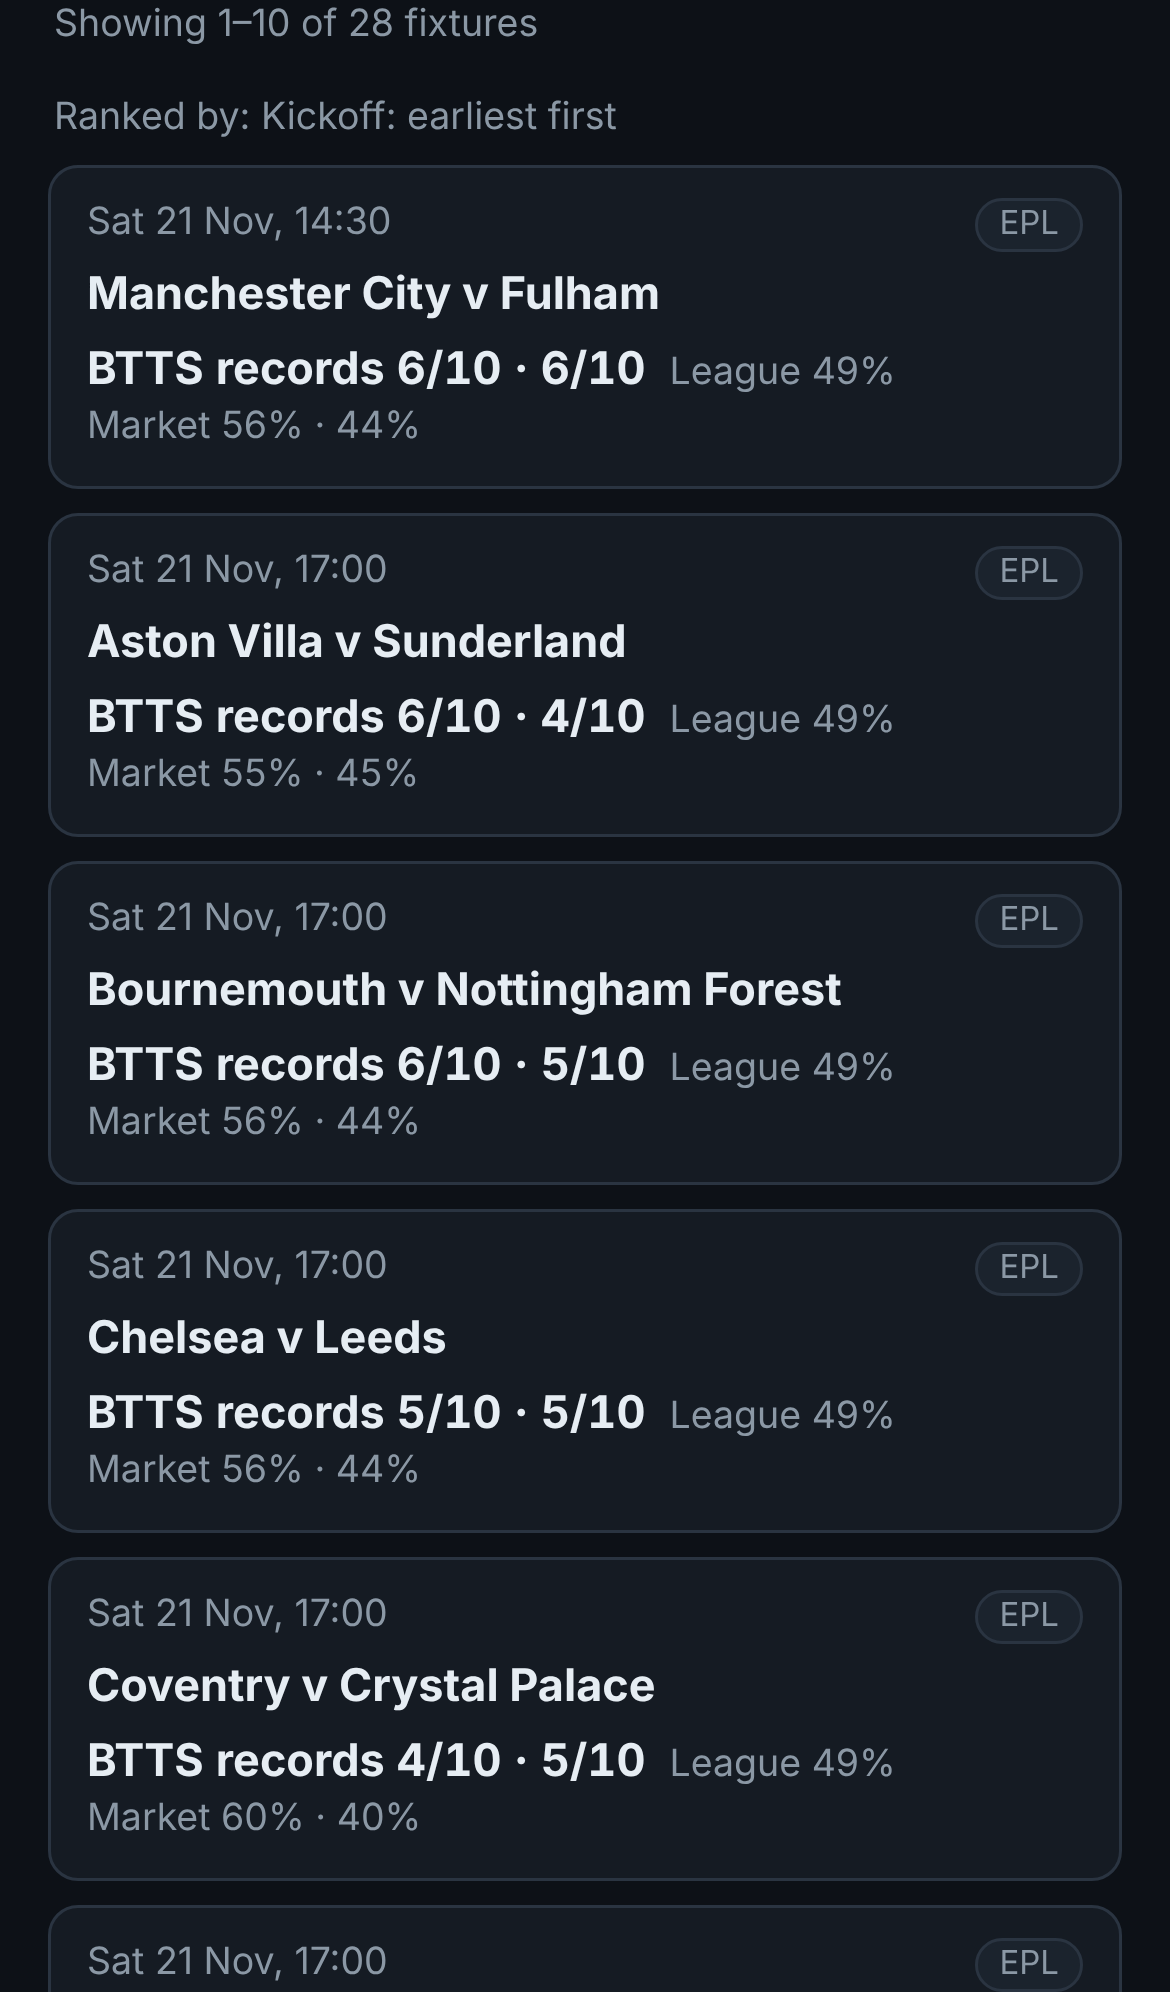 Showing 1–10 of 28 fixtures
Ranked by: Kickoff: earliest first
Sat 21 Nov, 14:30 EPL
Manchester City v Fulham
BTTS records 6/10 · 6/10 League 49%
Market 56% · 44%
Sat 21 Nov, 17:00 EPL
Aston Villa v Sunderland
BTTS records 6/10 · 4/10 League 49%
Market 55% · 45%
Sat 21 Nov, 17:00 EPL
Bournemouth v Nottingham Forest
BTTS records 6/10 · 5/10 League 49%
Market 56% · 44%
Sat 21 Nov, 17:00 EPL
Chelsea v Leeds
BTTS records 5/10 · 5/10 League 49%
Market 56% · 44%
Sat 21 Nov, 17:00 EPL
Coventry v Crystal Palace
BTTS records 4/10 · 5/10 League 49%
Market 60% · 40%
Sat 21 Nov, 17:00 EPL